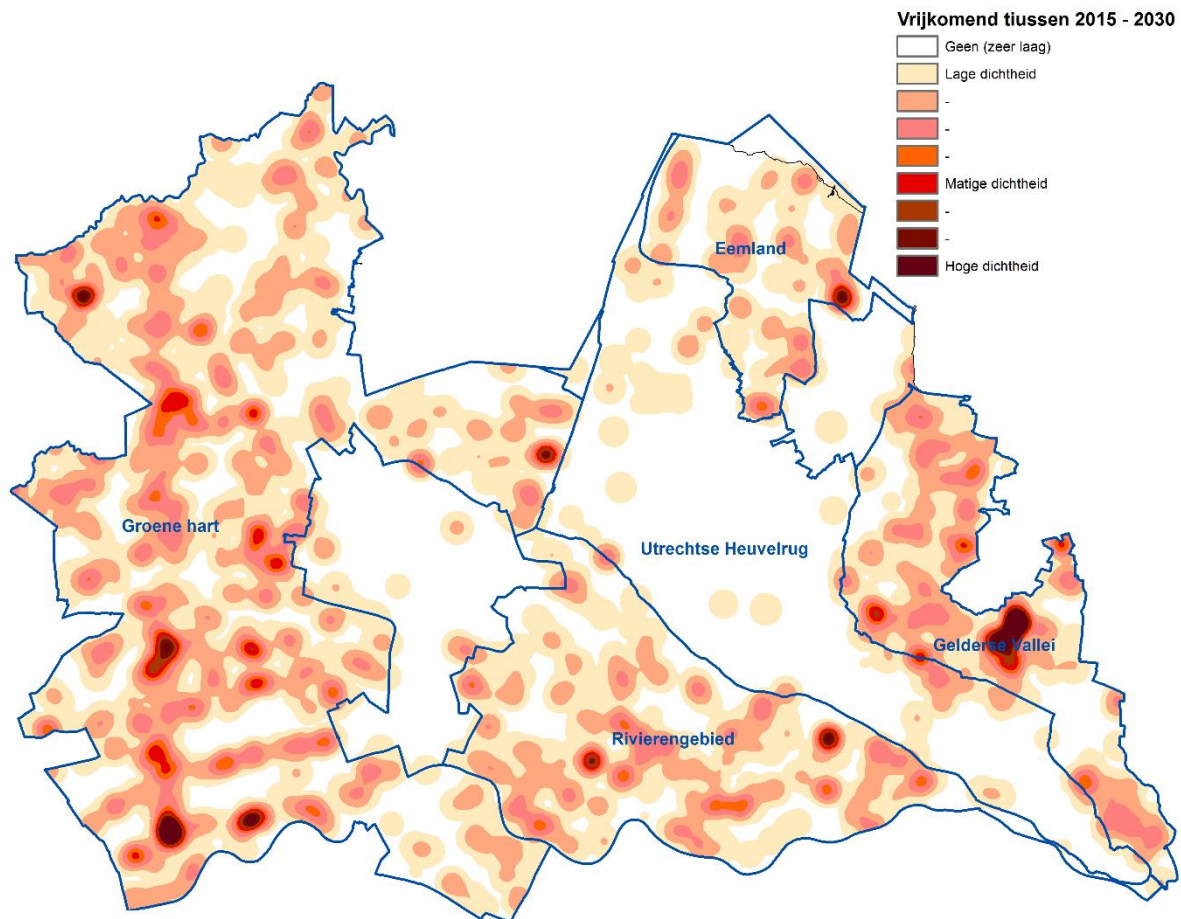 Vrijkomend tiussen 2015 - 2030
Geen (zeer laag)
Lage dichtheid
-
-
-
Matige dichtheid
-
-
Hoge dichtheid
Eemland
Groene hart
Utrechtse Heuvelrug
Gelderse Vallei
Rivierengebied